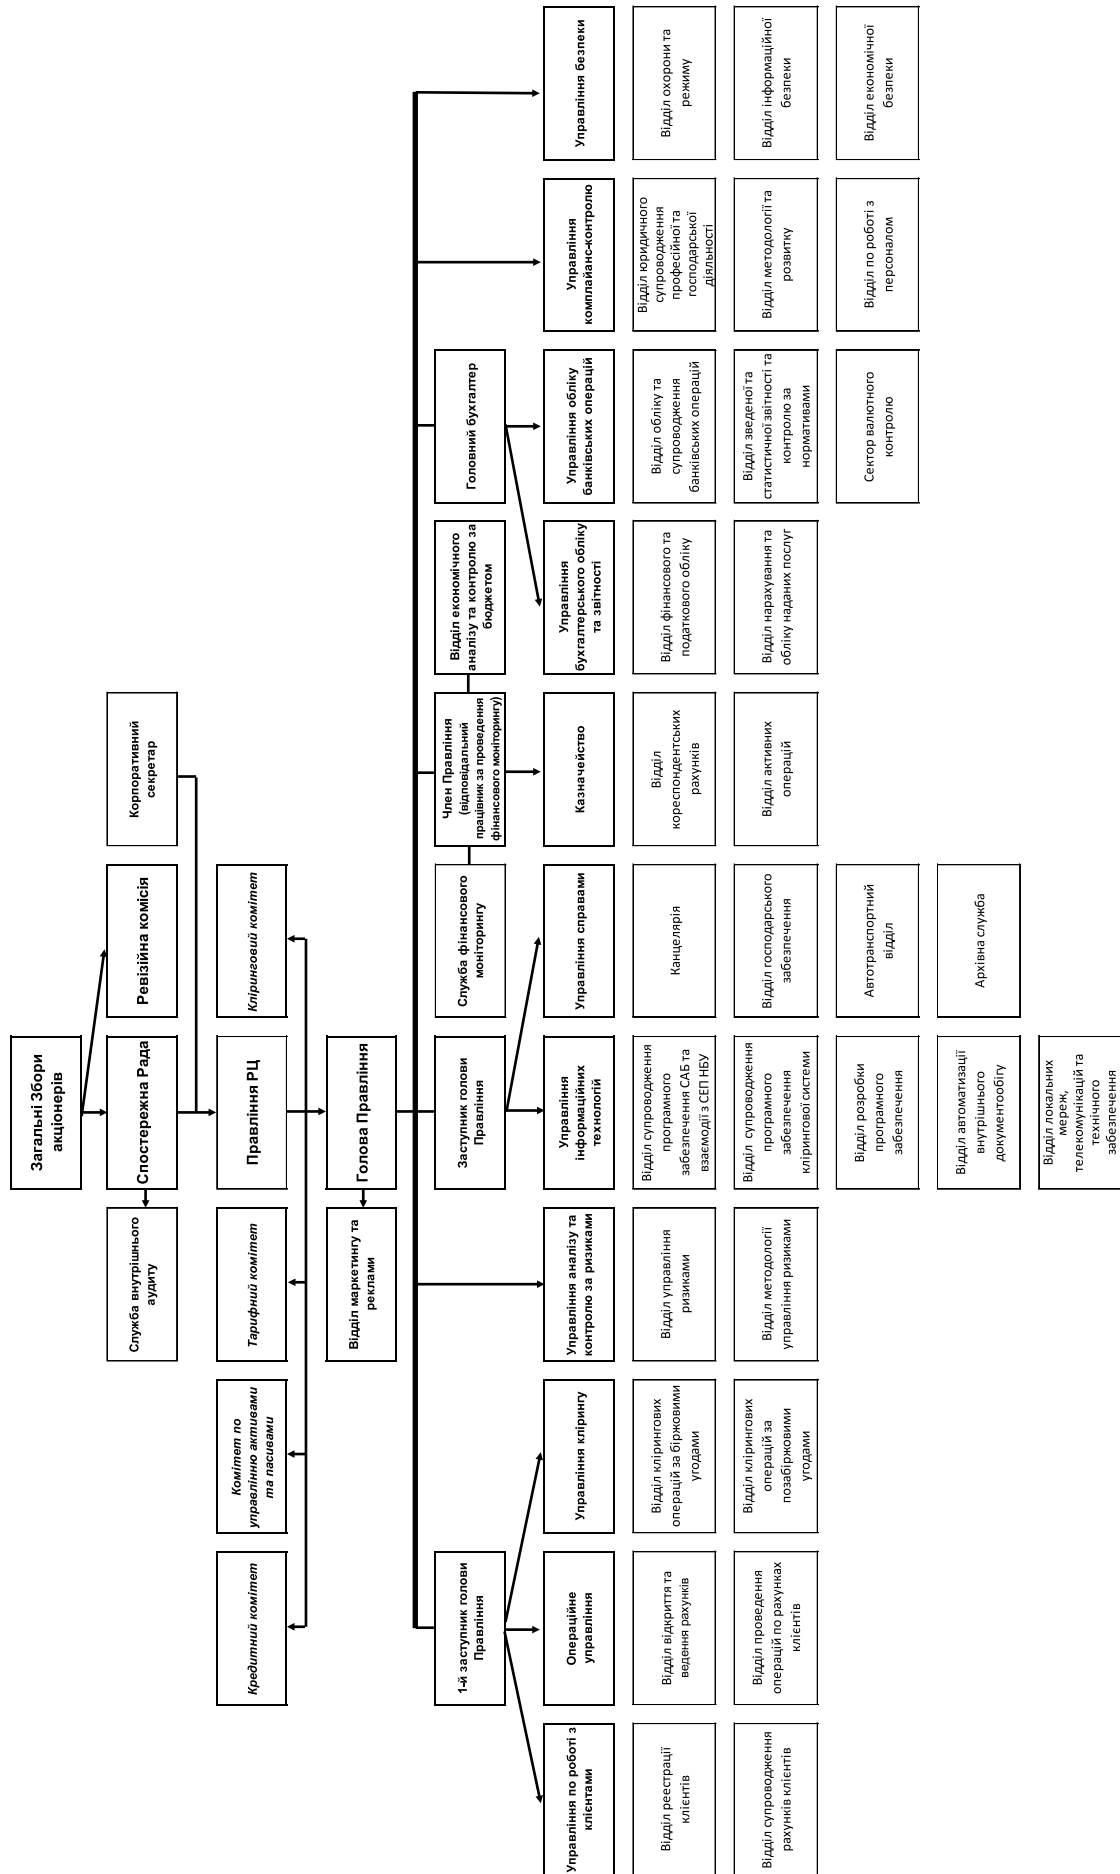 Загальні Збори
акціонерів
Служба внутрішнього
аудиту
Спостережна Рада
Ревізійна комісія
Корпоративний
секретар
Кредитний комітет
Комітет по
управлінню активами
та пасивами
Тарифний комітет
Правління РЦ
Кліринговий комітет
Відділ маркетингу та
реклами
Голова Правління
1-й заступник голови
Правління
Заступник голови
Правління
Служба фінансового
моніторингу
Член Правління
(відповідальний
працівник за проведення
фінансового моніторингу)
Відділ економічного
аналізу та контролю за
бюджетом
Головний бухгалтер
Управління по роботі з
клієнтами
Операційне
управління
Управління клірингу
Управління аналізу та
контролю за ризиками
Управління
інформаційних
технологій
Управління справами
Казначейство
Управління
бухгалтерського обліку
та звітності
Управління обліку
банківських операцій
Управління
комплайанс-контролю
Управління безпеки
Відділ реєстрації
клієнтів
Відділ відкриття та
ведення рахунків
Відділ клірингових
операцій за біржовими
угодами
Відділ управління
ризиками
Відділ супроводження
програмного
забезпечення САБ та
взаємодії з СЕП НБУ
Канцелярія
Відділ
кореспондентських
рахунків
Відділ фінансового та
податкового обліку
Відділ обліку та
супроводження
банківських операцій
Відділ юридичного
супроводження
професійної та
господарської
діяльності
Відділ охорони та
режиму
Відділ супроводження
рахунків клієнтів
Відділ проведення
операцій по рахунках
клієнтів
Відділ клірингових
операцій за
позабіржовими
угодами
Відділ методології
управління ризиками
Відділ супроводження
програмного
забезпечення
клірингової системи
Відділ господарського
забезпечення
Відділ активних
операцій
Відділ нарахування та
обліку наданих послуг
Відділ зведеної та
статистичної звітності та
контролю за
нормативами
Відділ методології та
розвитку
Відділ інформаційної
безпеки
Відділ розробки
програмного
забезпечення
Автотранспортний
відділ
Сектор валютного
контролю
Відділ по роботі з
персоналом
Відділ економічної
безпеки
Відділ автоматизації
внутрішнього
документообігу
Архівна служба
Відділ локальних
мереж,
телекомунікацій та
технічного
забезпечення